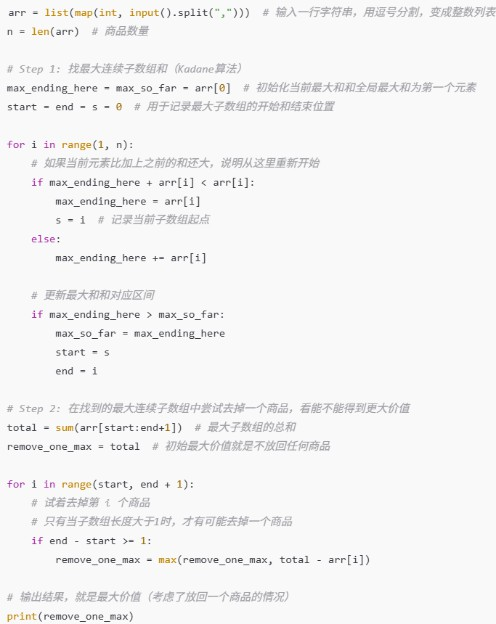 arr = list(map(int, input().split(",")))  # 输入一行字符串，用逗号分割，变成整数列表
n = len(arr)  # 商品数量
# Step 1: 找最大连续子数组和（Kadane算法）
max_ending_here = max_so_far = arr[0]  # 初始化当前最大和和全局最大和为第一个元素
start = end = s = 0  # 用于记录最大子数组的开始和结束位置
for i in range(1, n):
    # 如果当前元素比加上之前的和还大，说明从这里重新开始
    if max_ending_here + arr[i] < arr[i]:
        max_ending_here = arr[i]
        s = i  # 记录当前子数组起点
    else:
        max_ending_here += arr[i]
    # 更新最大和和对应区间
    if max_ending_here > max_so_far:
        max_so_far = max_ending_here
        start = s
        end = i
# Step 2: 在找到的最大连续子数组中尝试去掉一个商品，看能不能得到更大价值
total = sum(arr[start:end+1])  # 最大子数组的总和
remove_one_max = total  # 初始最大价值就是不放回任何商品
for i in range(start, end + 1):
    # 试着去掉第 i 个商品
    # 只有当子数组长度大于1时，才有可能去掉一个商品
    if end - start >= 1:
        remove_one_max = max(remove_one_max, total - arr[i])
# 输出结果，就是最大价值（考虑了放回一个商品的情况）
print(remove_one_max)